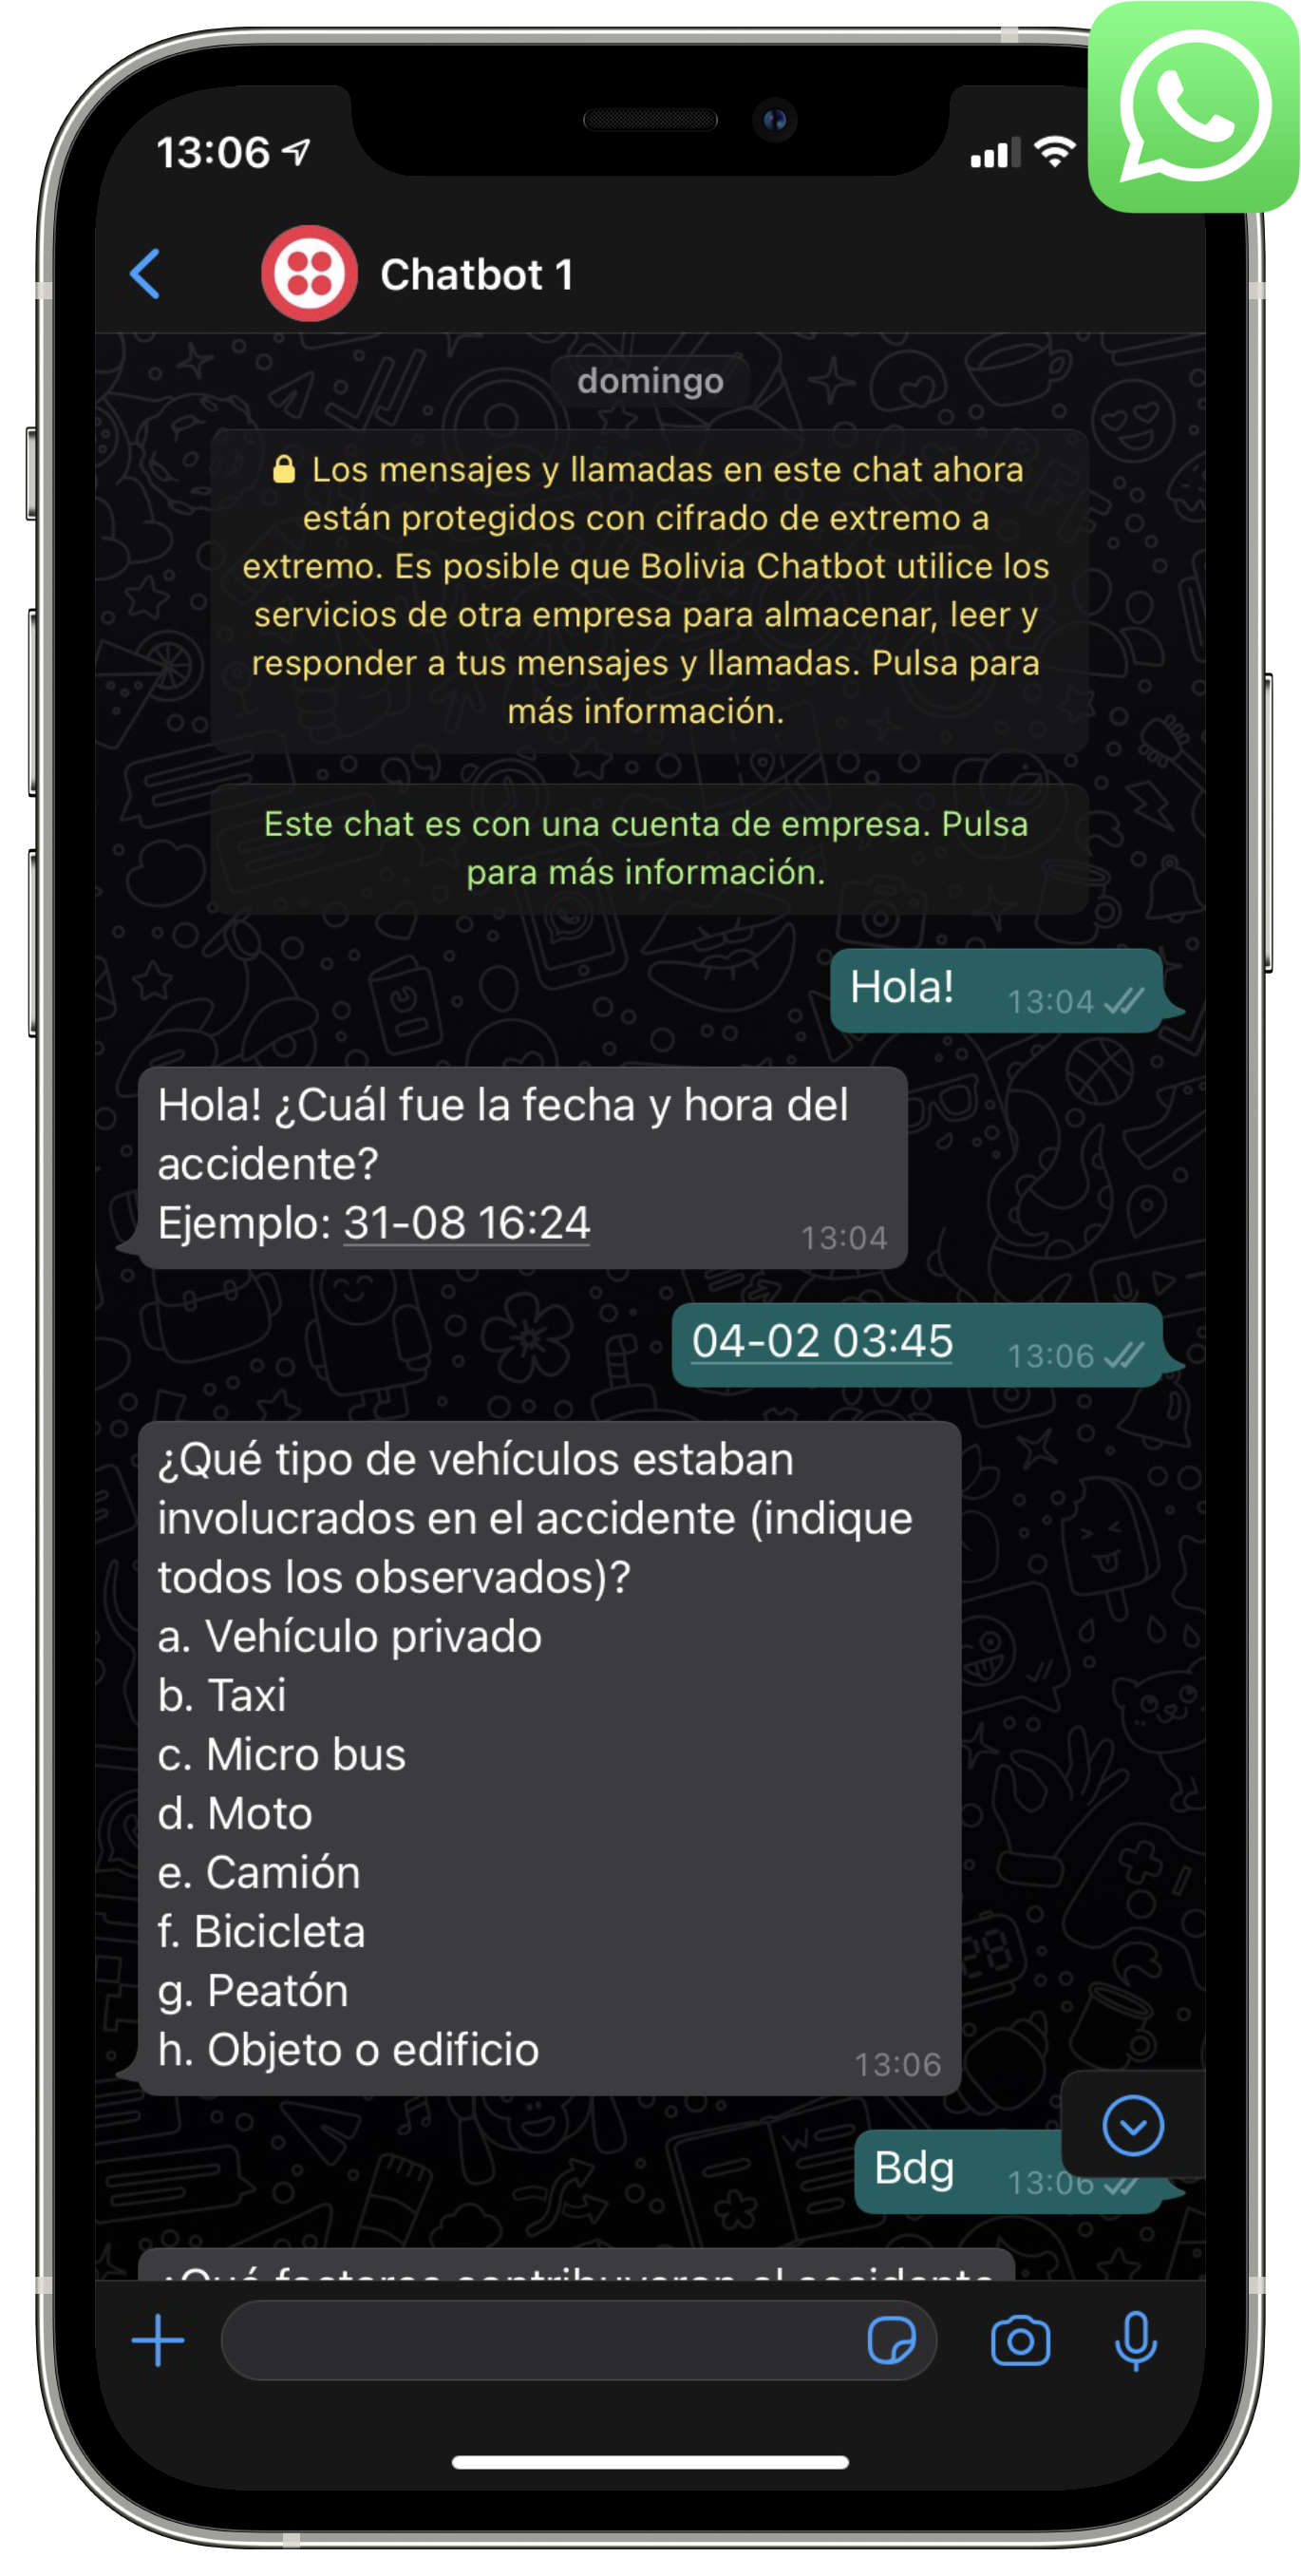 13:06
Chatbot 1
domingo
Los mensajes y llamadas en este chat ahora
están protegidos con cifrado de extremo a
extremo. Es posible que Bolivia Chatbot utilice los
servicios de otra empresa para almacenar, leer y
responder a tus mensajes y llamadas. Pulsa para
más información.
Este chat es con una cuenta de empresa. Pulsa
para más información.
Hola! 13:04
Hola! ¿Cuál fue la fecha y hora del
accidente?
Ejemplo: 31-08 16:24 13:04
04-02 03:45 13:06
¿Qué tipo de vehículos estaban
involucrados en el accidente (indique
todos los observados)?
a. Vehículo privado
b. Taxi
c. Micro bus
d. Moto
e. Camión
f. Bicicleta
g. Peatón
h. Objeto o edificio 13:06
Bdg 13:06
¿Qué factores contribuyeron al accidente